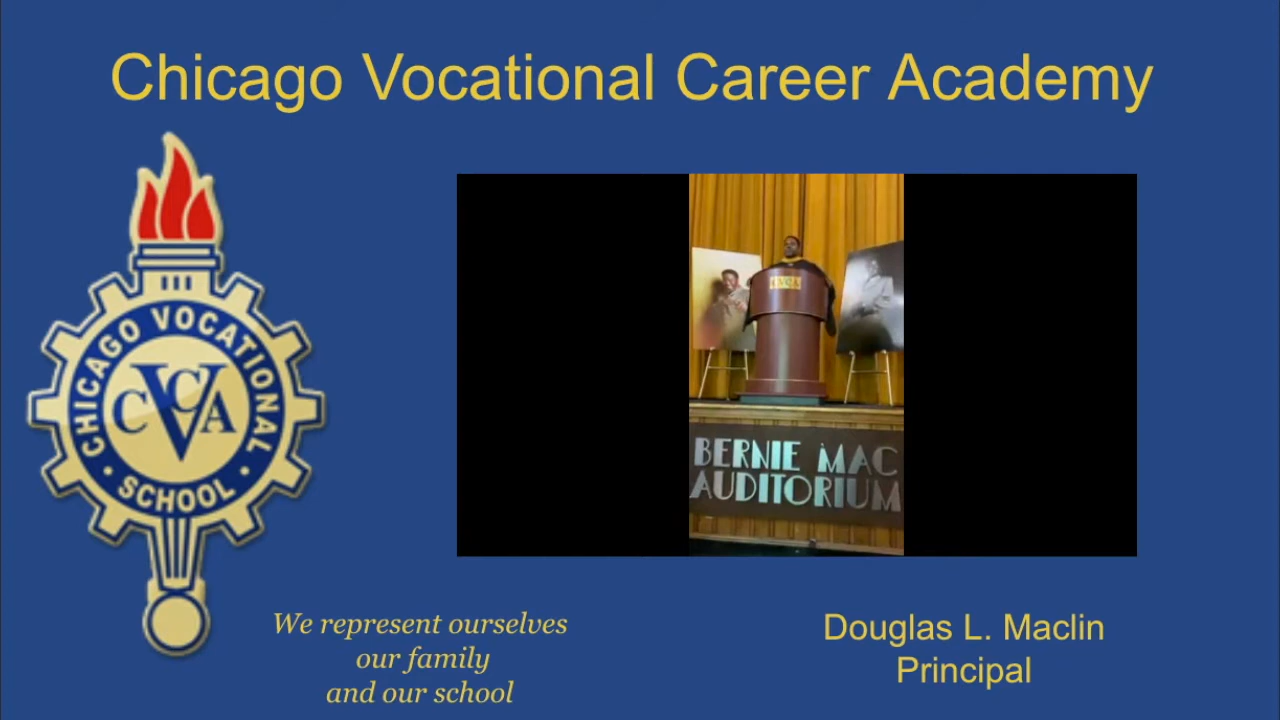 Chicago Vocational Career Academy
CHICAGO VOCATIONAL
CVCA
SCHOOL
CVCA
BERNIE MAC
AUDITORIUM
We represent ourselves
our family
and our school
Douglas L. Maclin
Principal